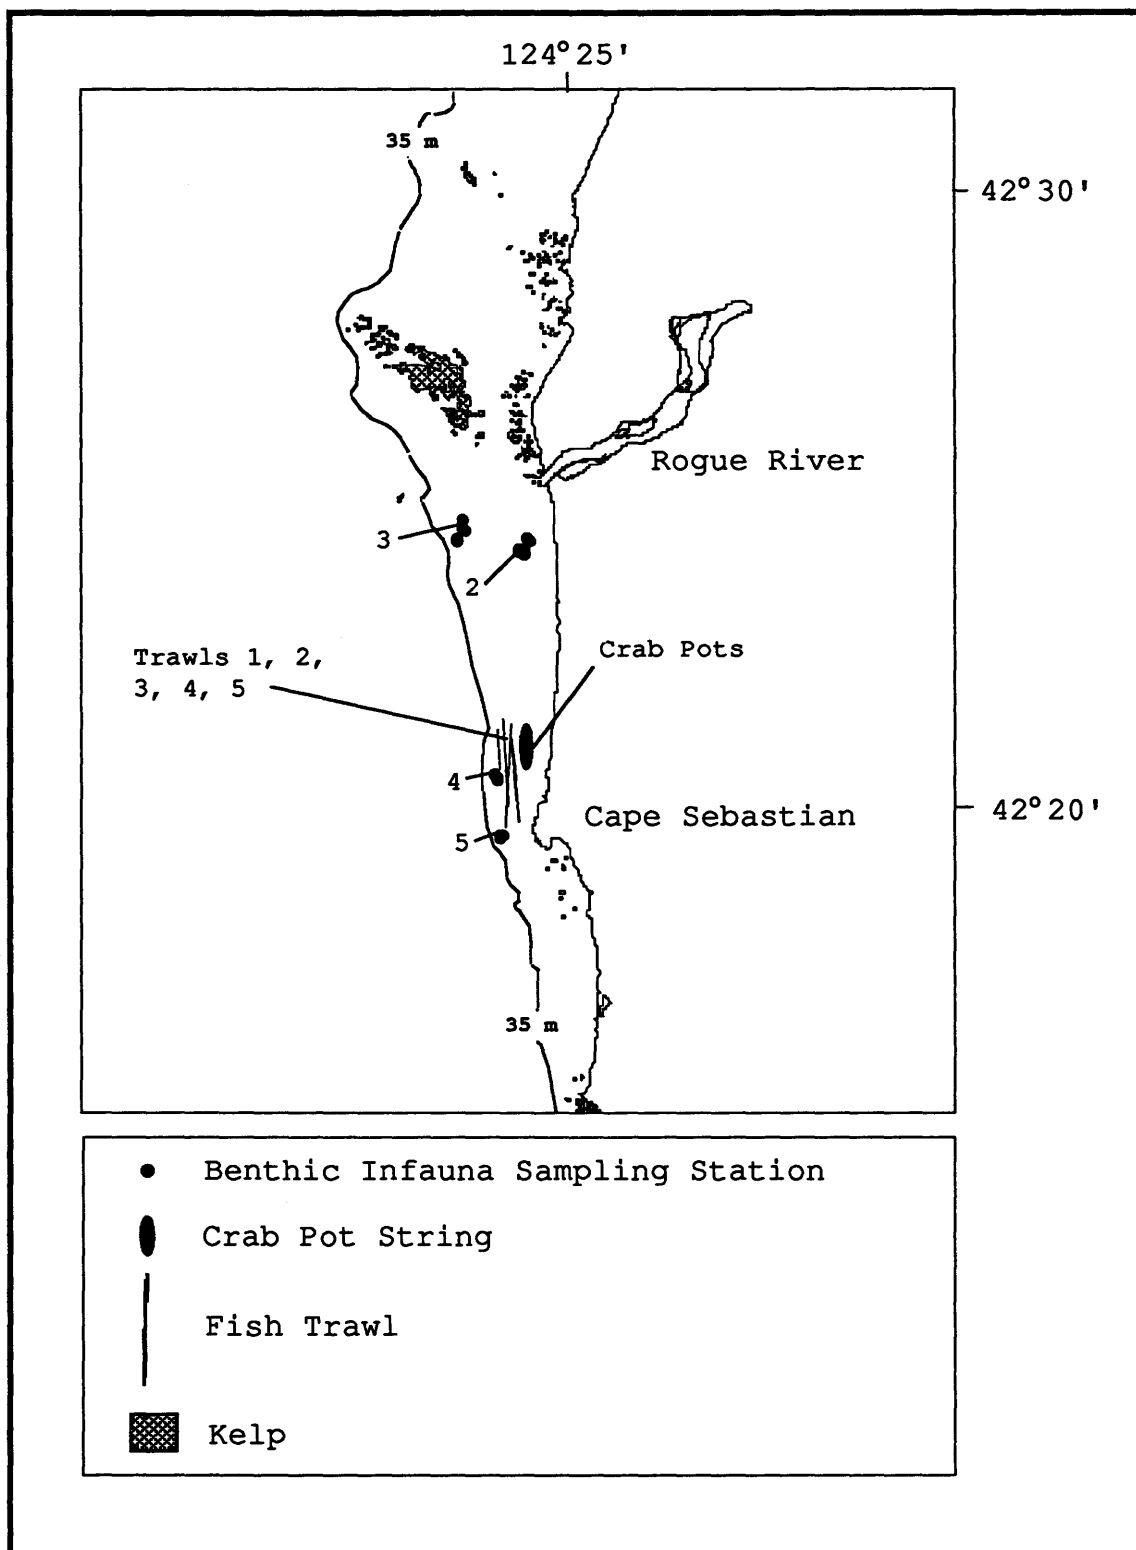 124°25'
35 m
42°30'
Rogue River
3
2
Crab Pots
Trawls 1, 2,
3, 4, 5
4
Cape Sebastian
42°20'
5
35 m
Benthic Infauna Sampling Station
Crab Pot String
Fish Trawl
Kelp